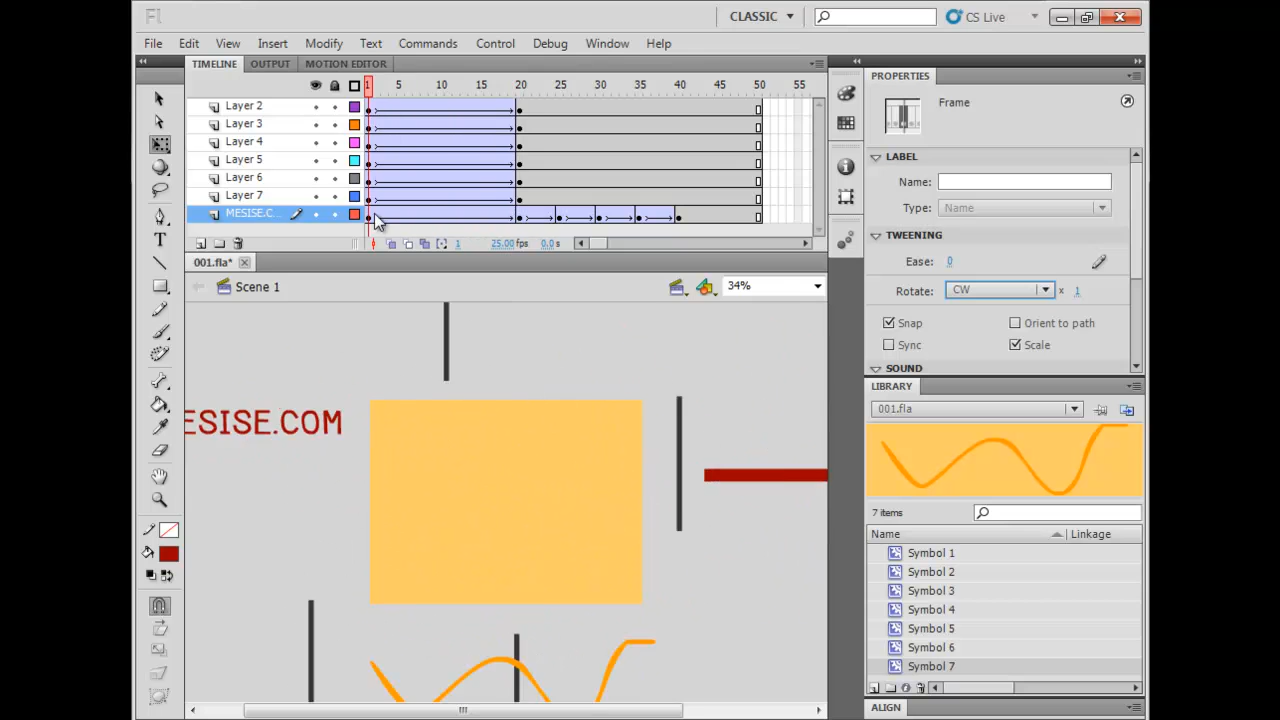 Fl
CLASSIC
CS Live
File Edit View Insert Modify Text Commands Control Debug Window Help
TIMELINE OUTPUT MOTION EDITOR
1 5 10 15 20 25 30 35 40 45 50 55
Layer 2
Layer 3
Layer 4
Layer 5
Layer 6
Layer 7
MESISE.C...
1 25.00fps 0.0s
001.fla*
Scene 1
34%
ESISE.COM
PROPERTIES
Frame
LABEL
Name:
Type: Name
TWEENING
Ease: 0
Rotate: CW x 1
Snap Orient to path
Sync Scale
SOUND
LIBRARY
001.fla
7 items
Name Linkage
Symbol 1
Symbol 2
Symbol 3
Symbol 4
Symbol 5
Symbol 6
Symbol 7
ALIGN